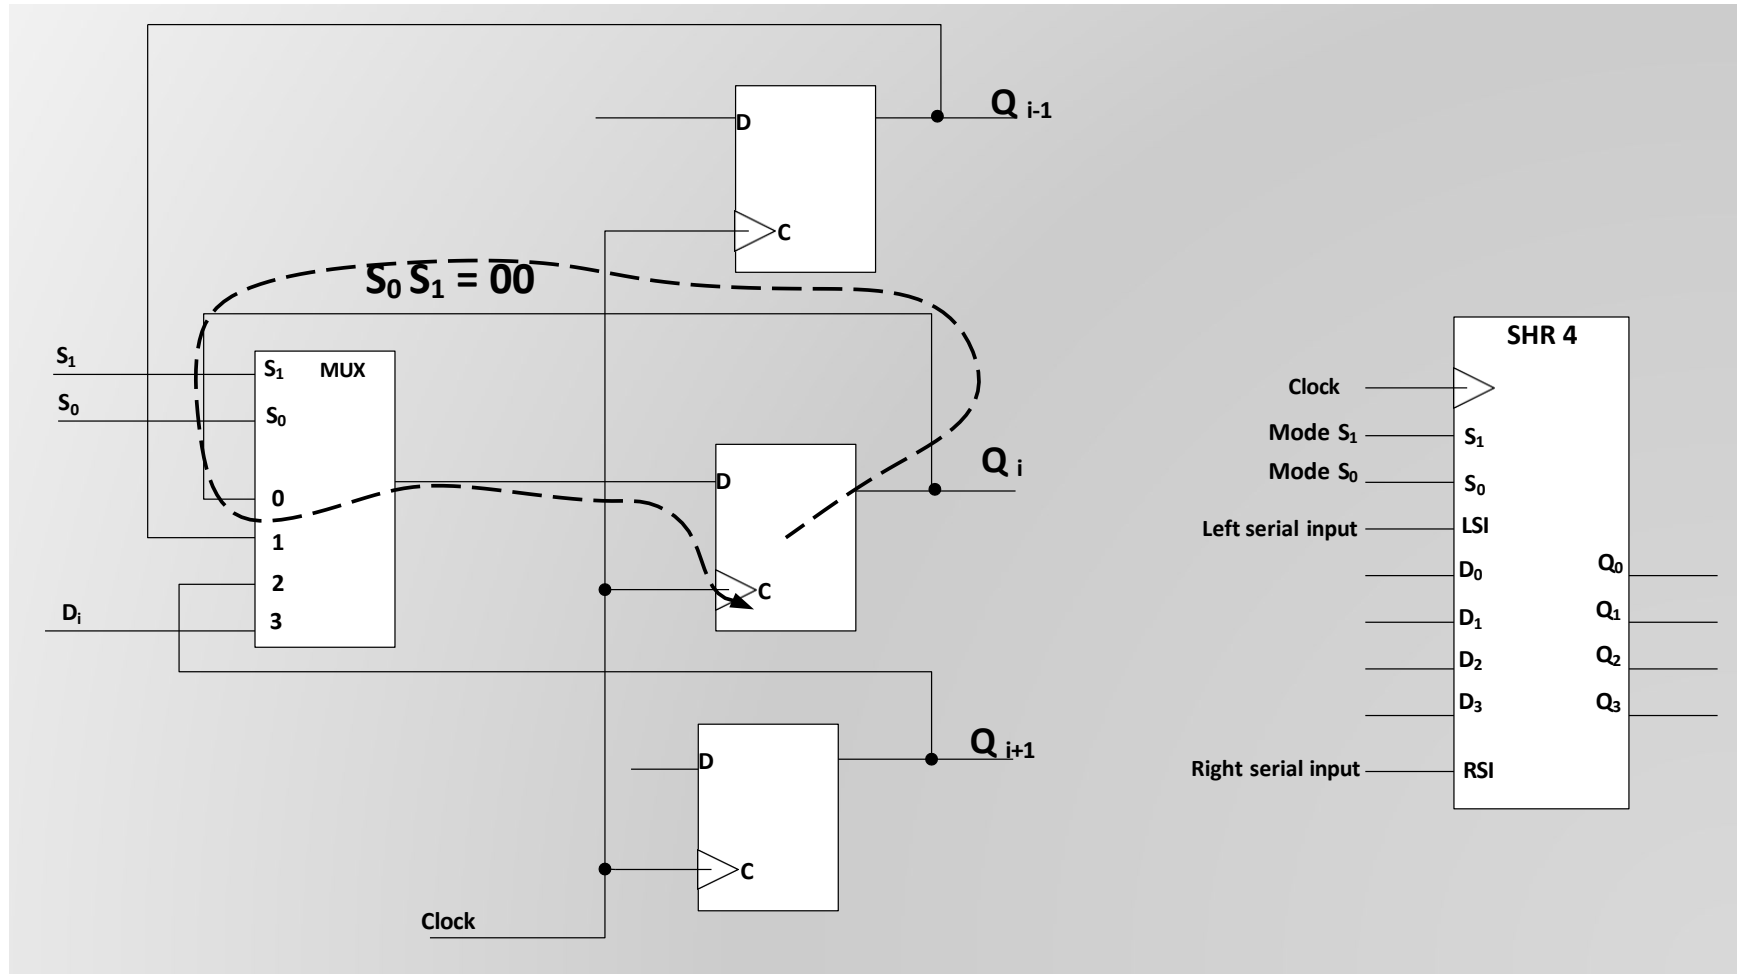 Q i-1
D
C
S₀ S₁ = 00
S₁
S₀
S₁ MUX
S₀
0
1
2
3
Dᵢ
D
C
Q i
D
C
Q i+1
Clock
SHR 4
Clock
Mode S₁
Mode S₀
Left serial input
Right serial input
S₁
S₀
LSI
D₀
D₁
D₂
D₃
RSI
Q₀
Q₁
Q₂
Q₃